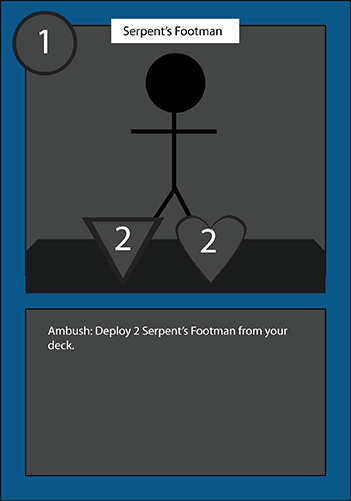 1
Serpent's Footman
2
2
Ambush: Deploy 2 Serpent's Footman from your
deck.